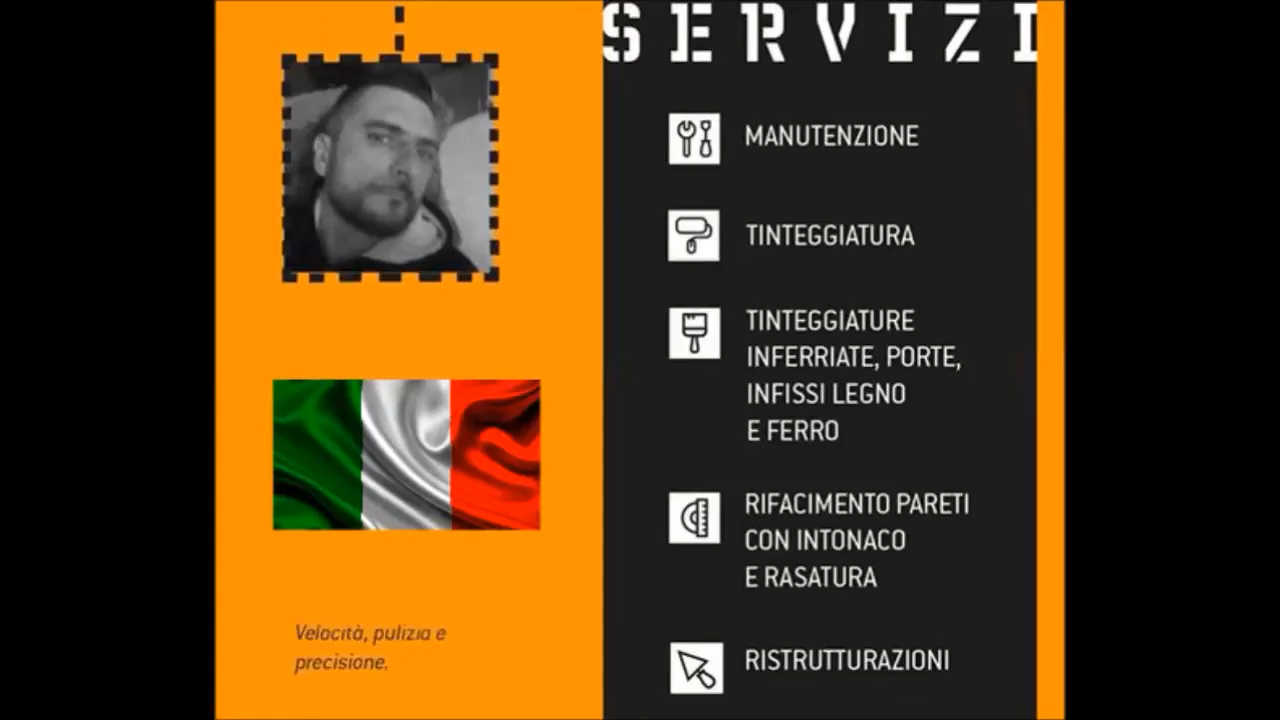 SERVIZI
MANUTENZIONE
TINTEGGIATURA
TINTEGGIATURE
INFERRIATE, PORTE,
INFISSI LEGNO
E FERRO
RIFACIMENTO PARETI
CON INTONACO
E RASATURA
RISTRUTTURAZIONI
Velocità, pulizia e
precisione.